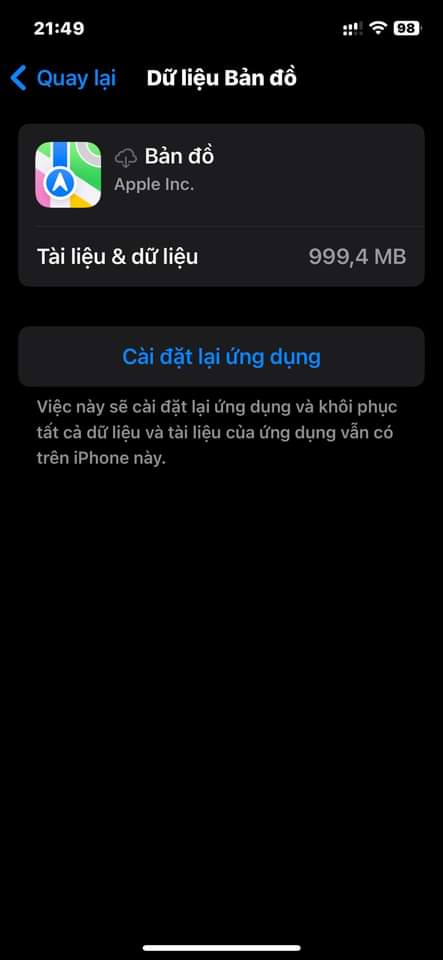 21:49
98
Quay lại
Dữ liệu Bản đồ
Bản đồ
Apple Inc.
Tài liệu & dữ liệu
999,4 MB
Cài đặt lại ứng dụng
Việc này sẽ cài đặt lại ứng dụng và khôi phục
tất cả dữ liệu và tài liệu của ứng dụng vẫn có
trên iPhone này.